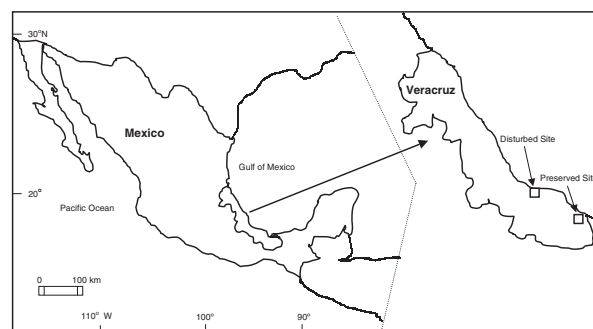 30°N
Veracruz
Disturbed Site
Mexico
Gulf of Mexico
Preserved Site
20°
Pacific Ocean
0 100 km
110° W 100° 90°